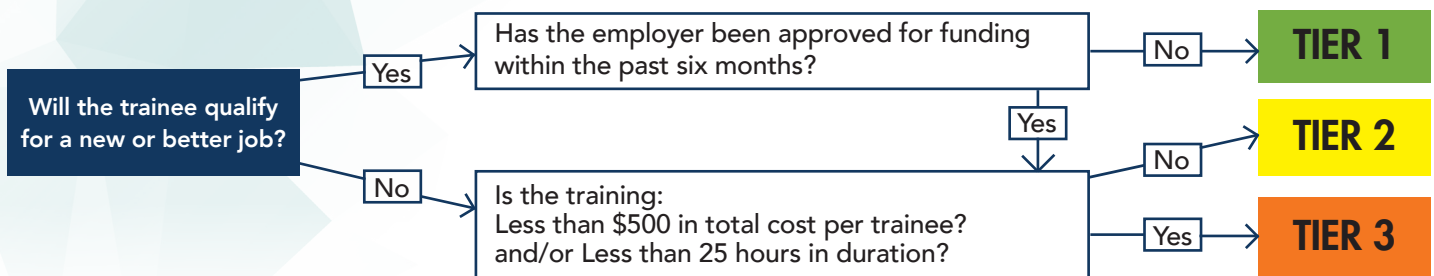 Will the trainee qualify
for a new or better job?
Yes
Has the employer been approved for funding
within the past six months?
No
TIER 1
Yes
No
Is the training:
Less than $500 in total cost per trainee?
and/or Less than 25 hours in duration?
No
TIER 2
Yes
TIER 3